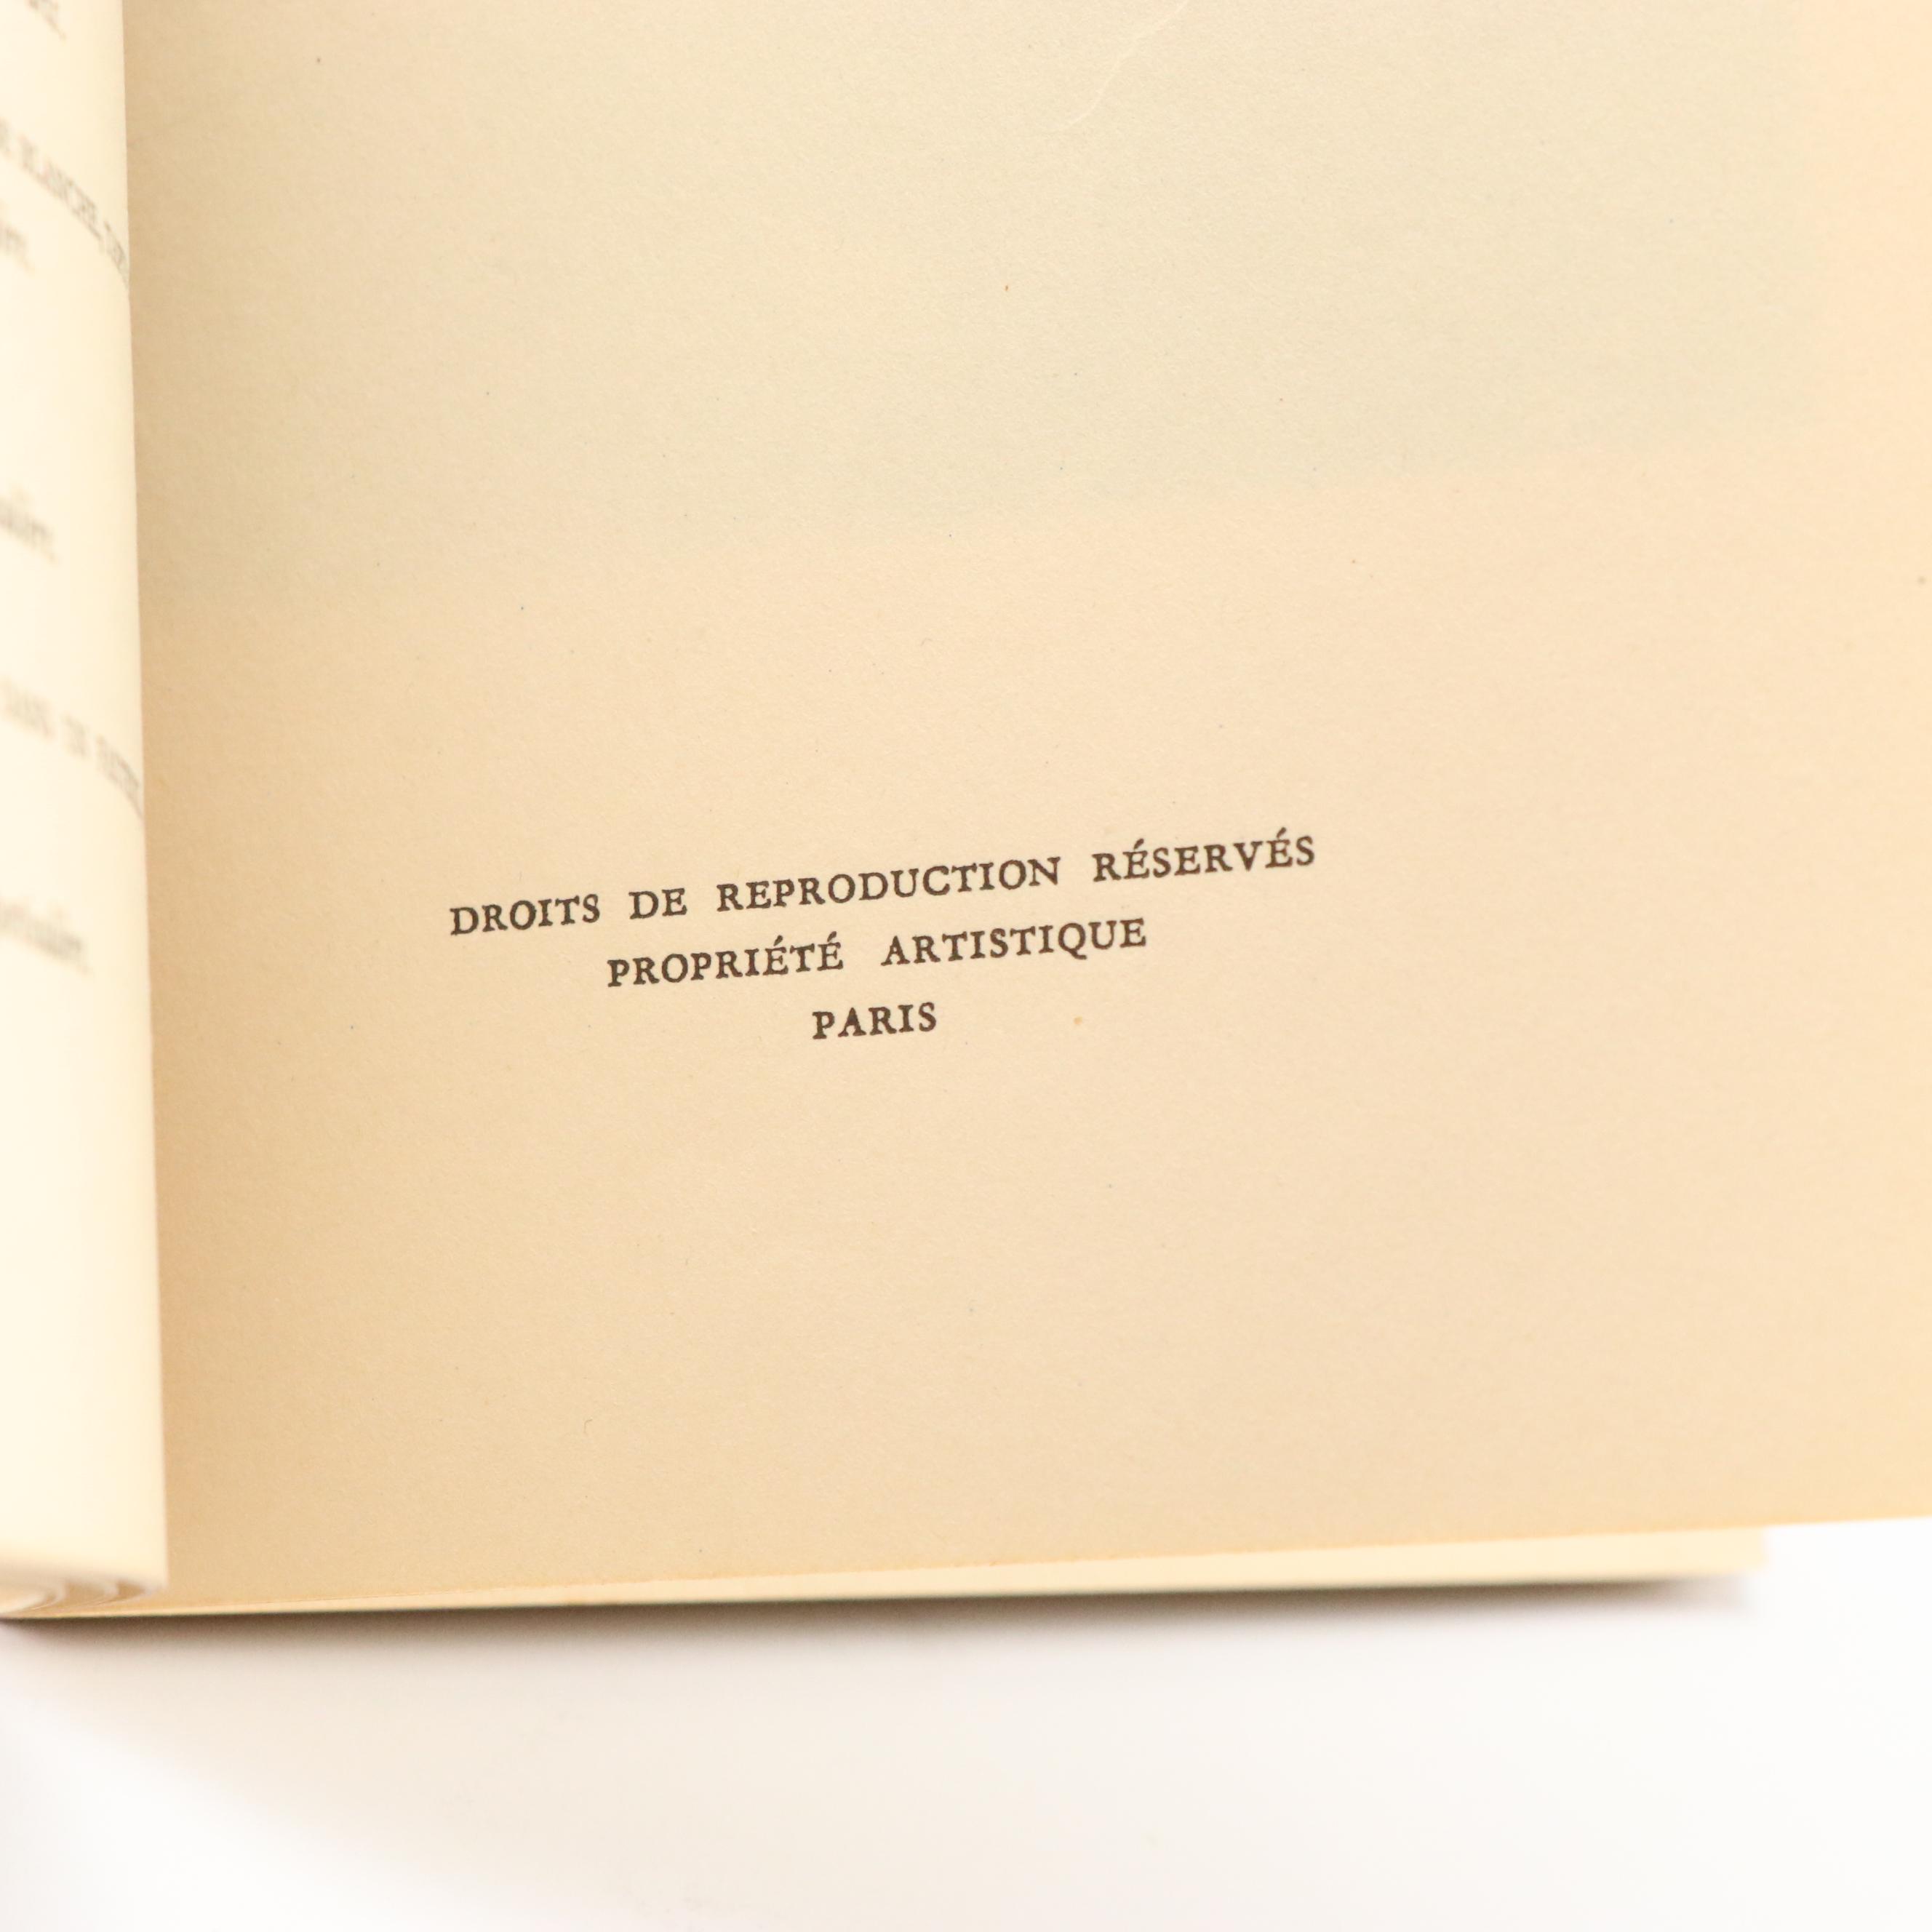 DROITS DE REPRODUCTION RÉSERVÉS
PROPRIÉTÉ ARTISTIQUE
PARIS